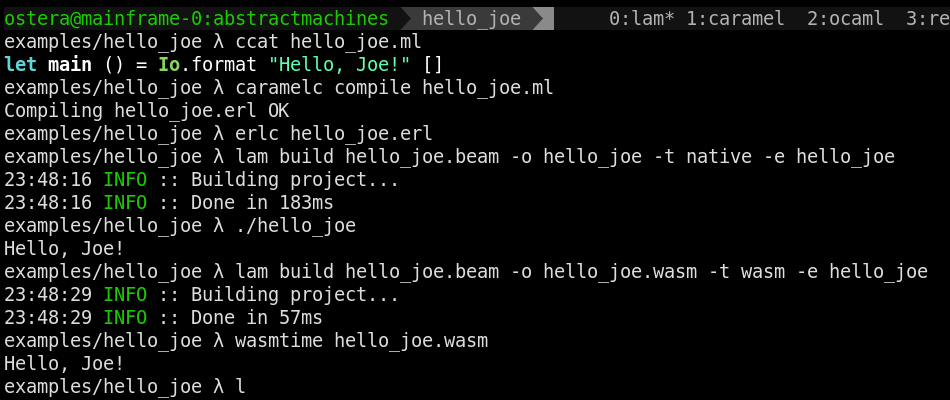 ostera@mainframe-0:abstractmachines hello_joe 0:lam* 1:caramel 2:ocaml 3:re
examples/hello_joe λ ccat hello_joe.ml
let main () = Io.format "Hello, Joe!" []
examples/hello_joe λ caramelc compile hello_joe.ml
Compiling hello_joe.erl OK
examples/hello_joe λ erlc hello_joe.erl
examples/hello_joe λ lam build hello_joe.beam -o hello_joe -t native -e hello_joe
23:48:16 INFO :: Building project...
23:48:16 INFO :: Done in 183ms
examples/hello_joe λ ./hello_joe
Hello, Joe!
examples/hello_joe λ lam build hello_joe.beam -o hello_joe.wasm -t wasm -e hello_joe
23:48:29 INFO :: Building project...
23:48:29 INFO :: Done in 57ms
examples/hello_joe λ wasmtime hello_joe.wasm
Hello, Joe!
examples/hello_joe λ l